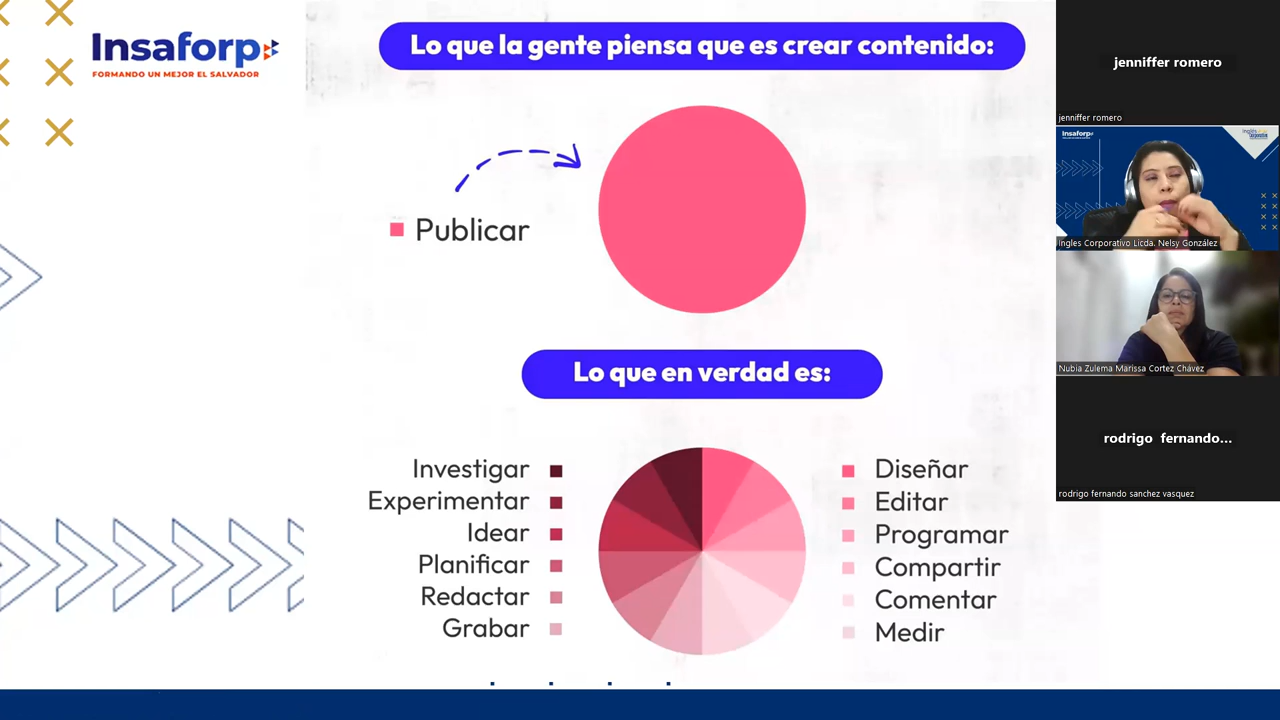 Insaforp
FORMANDO UN MEJOR EL SALVADOR
Lo que la gente piensa que es crear contenido:
Publicar
Lo que en verdad es:
Investigar
Experimentar
Idear
Planificar
Redactar
Grabar
Diseñar
Editar
Programar
Compartir
Comentar
Medir
jenniffer romero
jenniffer romero
Insaforp
Ingles Corporativo Licda. Nelsy González
Nubia Zulema Marissa Cortez Chávez
rodrigo fernando...
rodrigo fernando sanchez vasquez